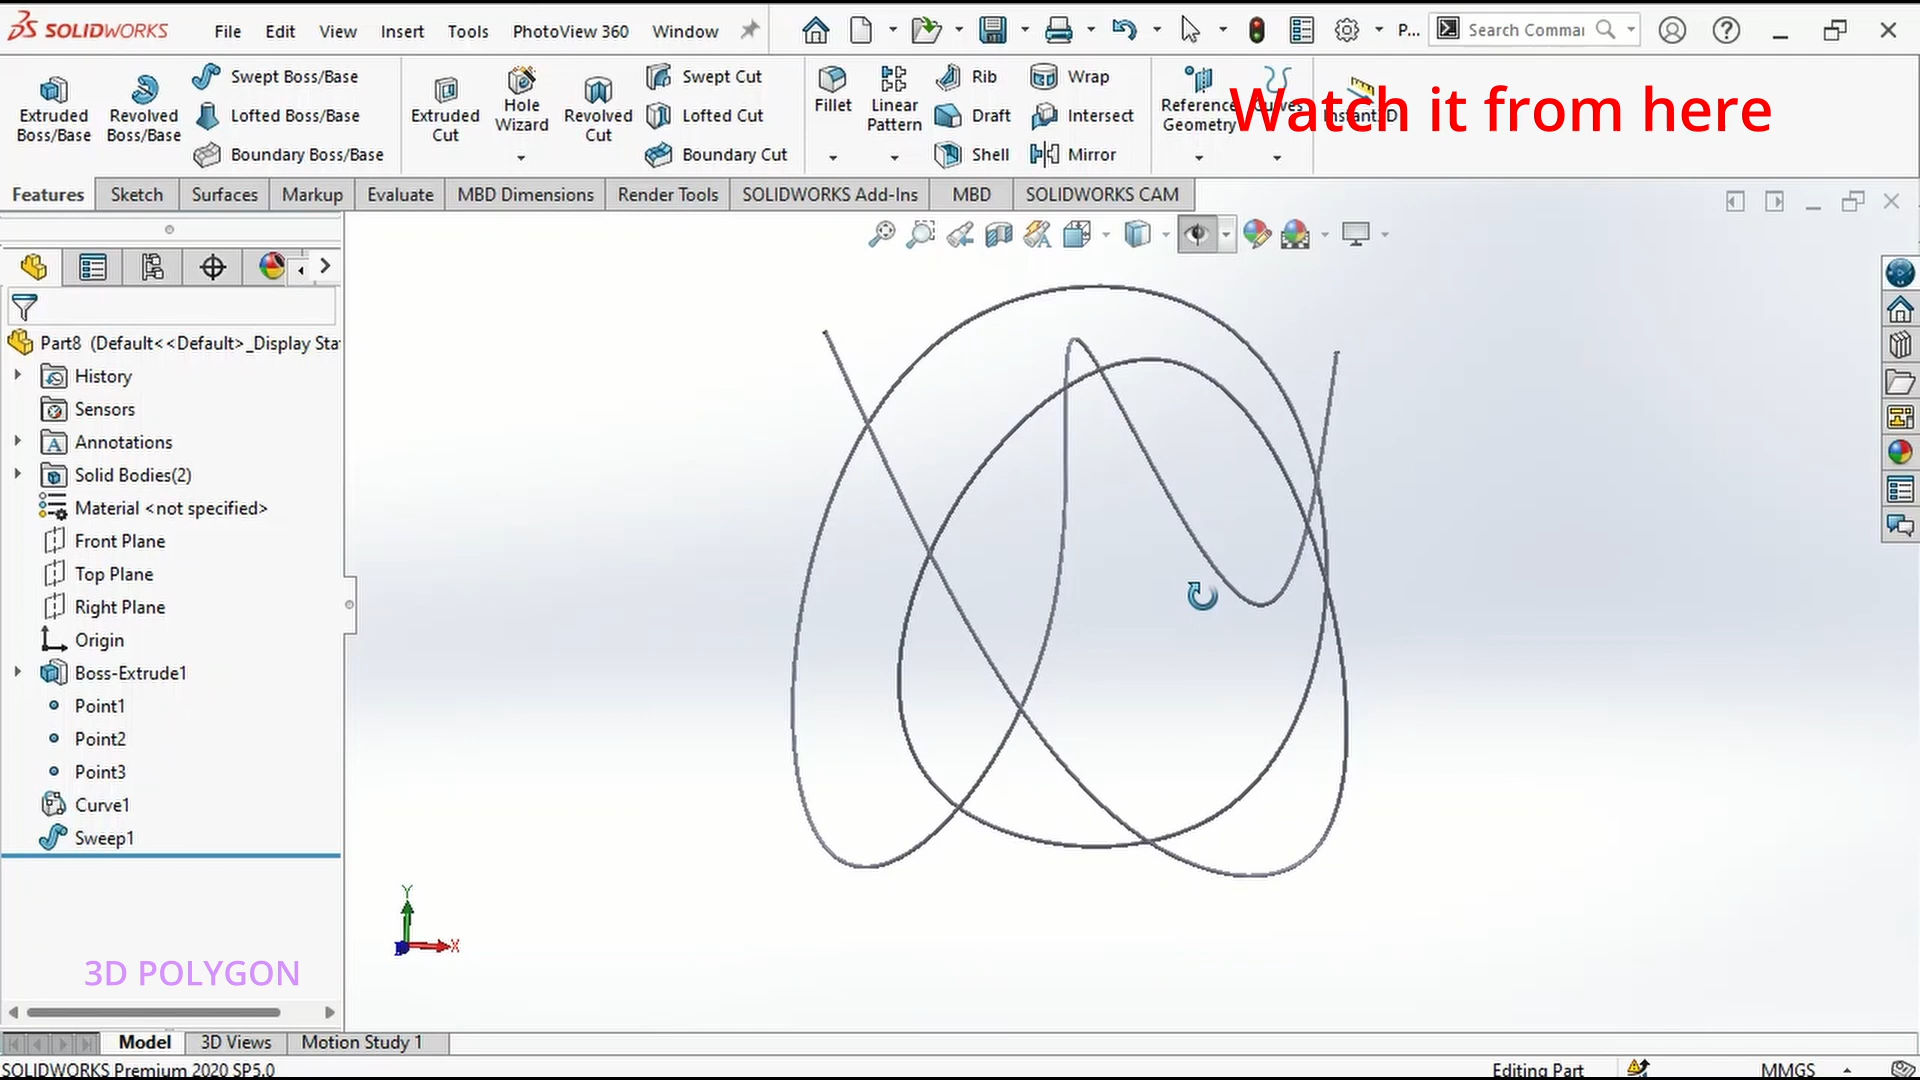 SOLIDWORKS File Edit View Insert Tools PhotoView 360 Window P... Search Commar
Extruded Boss/Base
Revolved Boss/Base
Swept Boss/Base
Lofted Boss/Base
Boundary Boss/Base
Extruded Cut
Hole Wizard
Revolved Cut
Swept Cut
Lofted Cut
Boundary Cut
Fillet
Linear Pattern
Rib
Draft
Shell
Wrap
Intersect
Mirror
Reference Geometry
Watch it from here
Features Sketch Surfaces Markup Evaluate MBD Dimensions Render Tools SOLIDWORKS Add-Ins MBD SOLIDWORKS CAM
Part8 (Default<<Default>_Display Sta
History
Sensors
Annotations
Solid Bodies(2)
Material <not specified>
Front Plane
Top Plane
Right Plane
Origin
Boss-Extrude1
Point1
Point2
Point3
Curve1
Sweep1
Y
X
3D POLYGON
Model 3D Views Motion Study 1
SOLIDWORKS Premium 2020 SP5.0 Editing Part MMGS